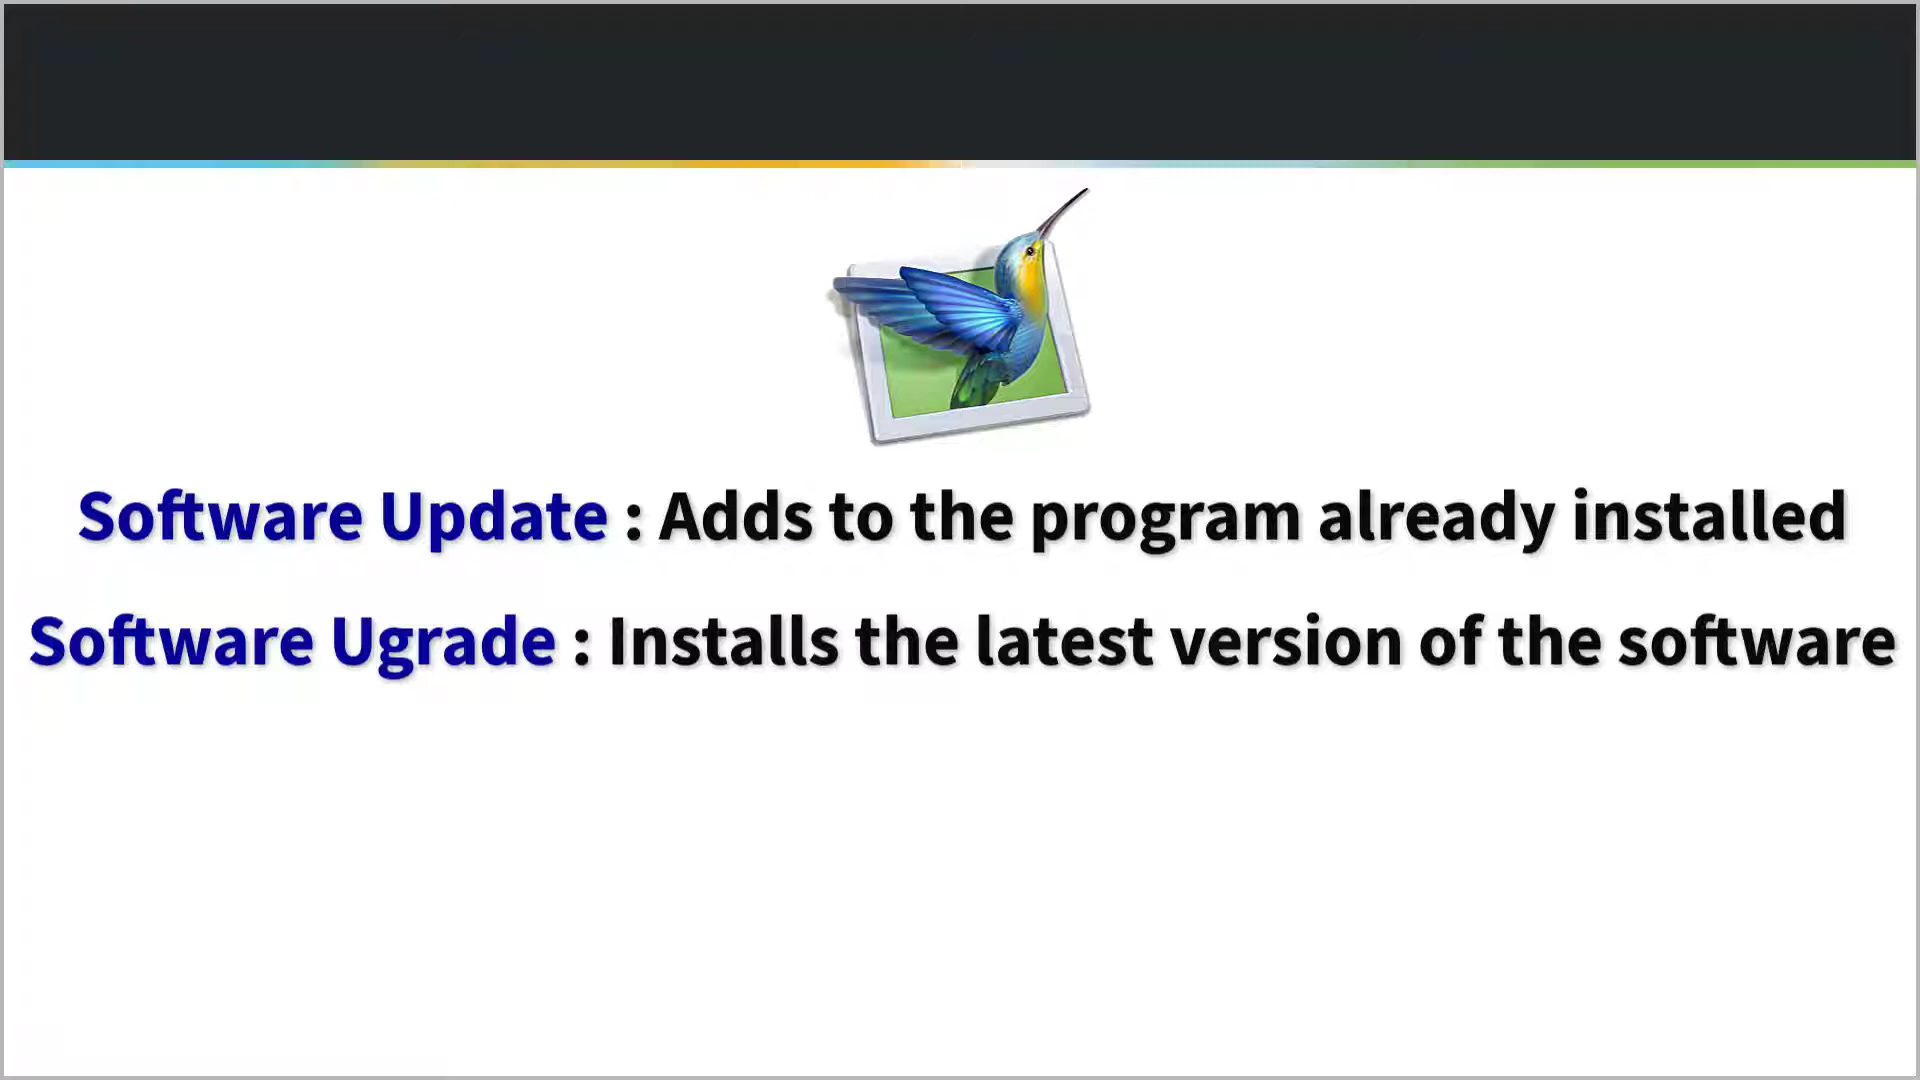 Software Update : Adds to the program already installed
Software Ugrade : Installs the latest version of the software